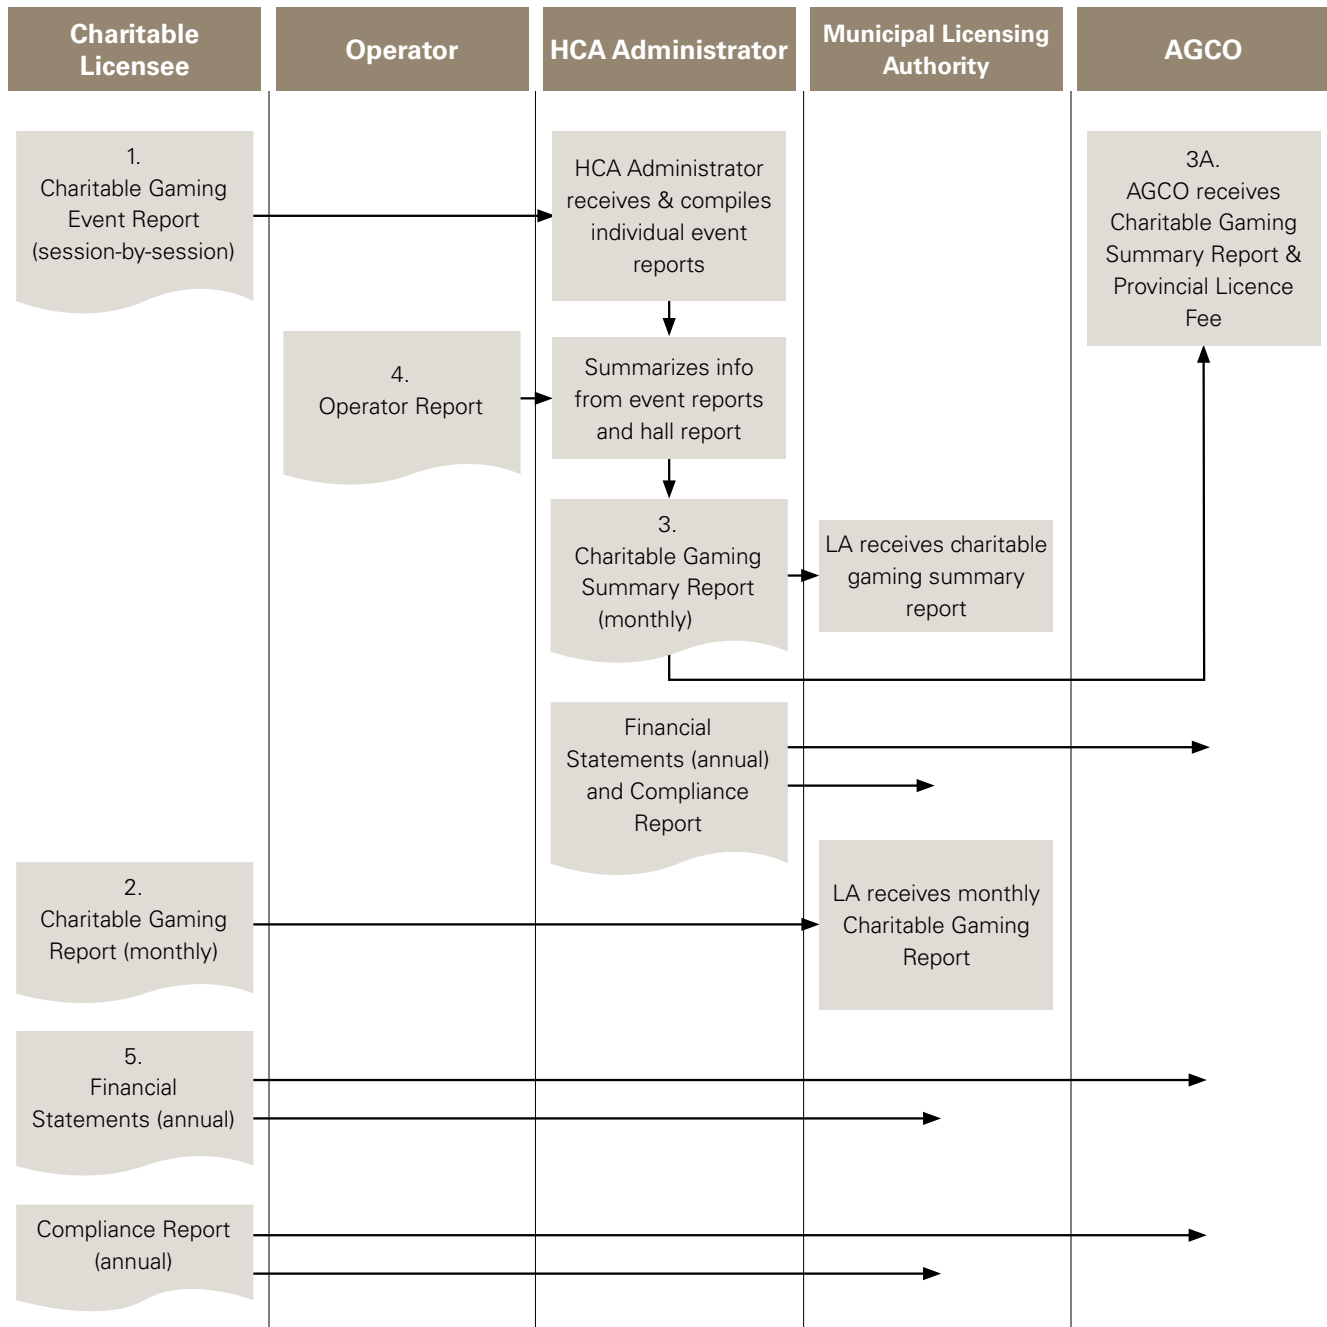 Charitable
Licensee
Operator
HCA Administrator
Municipal Licensing
Authority
AGCO
1.
Charitable Gaming
Event Report
(session-by-session)
HCA Administrator
receives & compiles
individual event
reports
3A.
AGCO receives
Charitable Gaming
Summary Report &
Provincial Licence
Fee
4.
Operator Report
Summarizes info
from event reports
and hall report
3.
Charitable Gaming
Summary Report
(monthly)
LA receives charitable
gaming summary
report
Financial
Statements (annual)
and Compliance
Report
2.
Charitable Gaming
Report (monthly)
LA receives monthly
Charitable Gaming
Report
5.
Financial
Statements (annual)
Compliance Report
(annual)